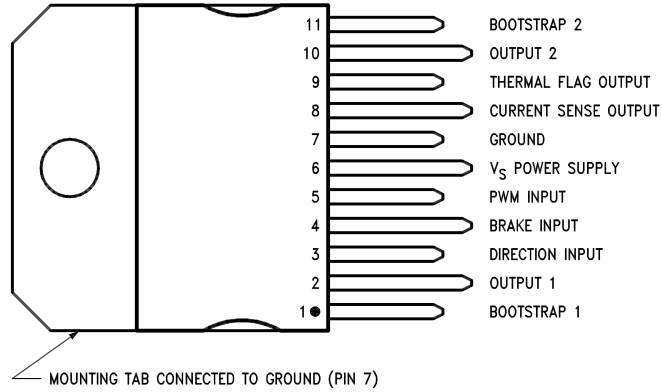 11 BOOTSTRAP 2
10 OUTPUT 2
9 THERMAL FLAG OUTPUT
8 CURRENT SENSE OUTPUT
7 GROUND
6 VS POWER SUPPLY
5 PWM INPUT
4 BRAKE INPUT
3 DIRECTION INPUT
2 OUTPUT 1
1 BOOTSTRAP 1
MOUNTING TAB CONNECTED TO GROUND (PIN 7)